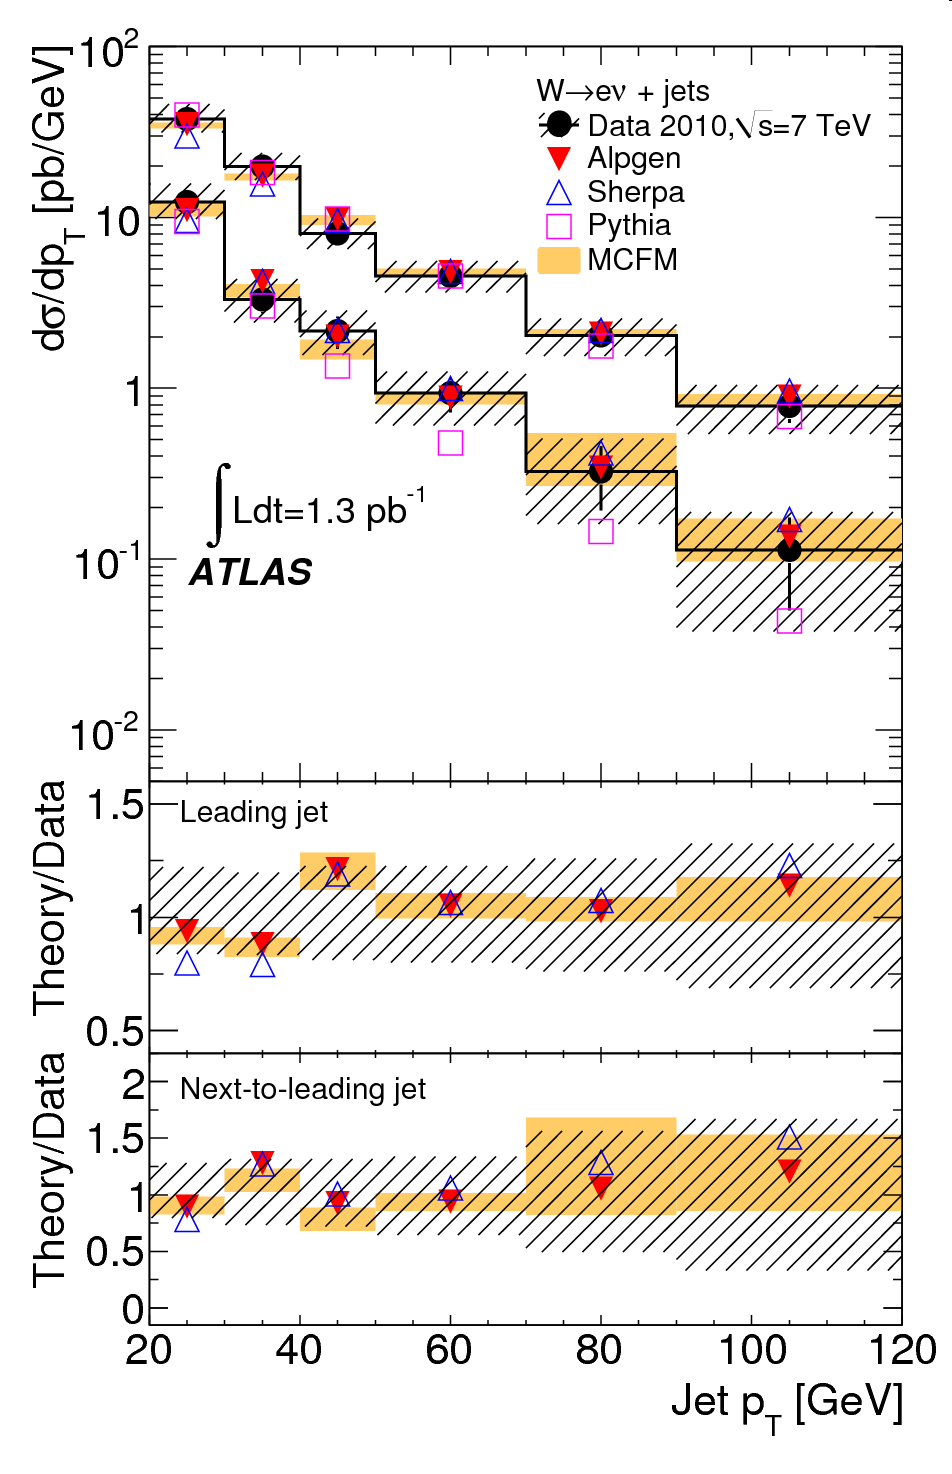 10^2
dσ/dp_T [pb/GeV]
W→eν + jets
Data 2010,√s=7 TeV
Alpgen
Sherpa
Pythia
MCFM
10
1
∫Ldt=1.3 pb^-1
10^-1
ATLAS
10^-2
Theory/Data
1.5
Leading jet
1
0.5
Theory/Data
2
Next-to-leading jet
1.5
1
0.5
0
20 40 60 80 100 120
Jet p_T [GeV]